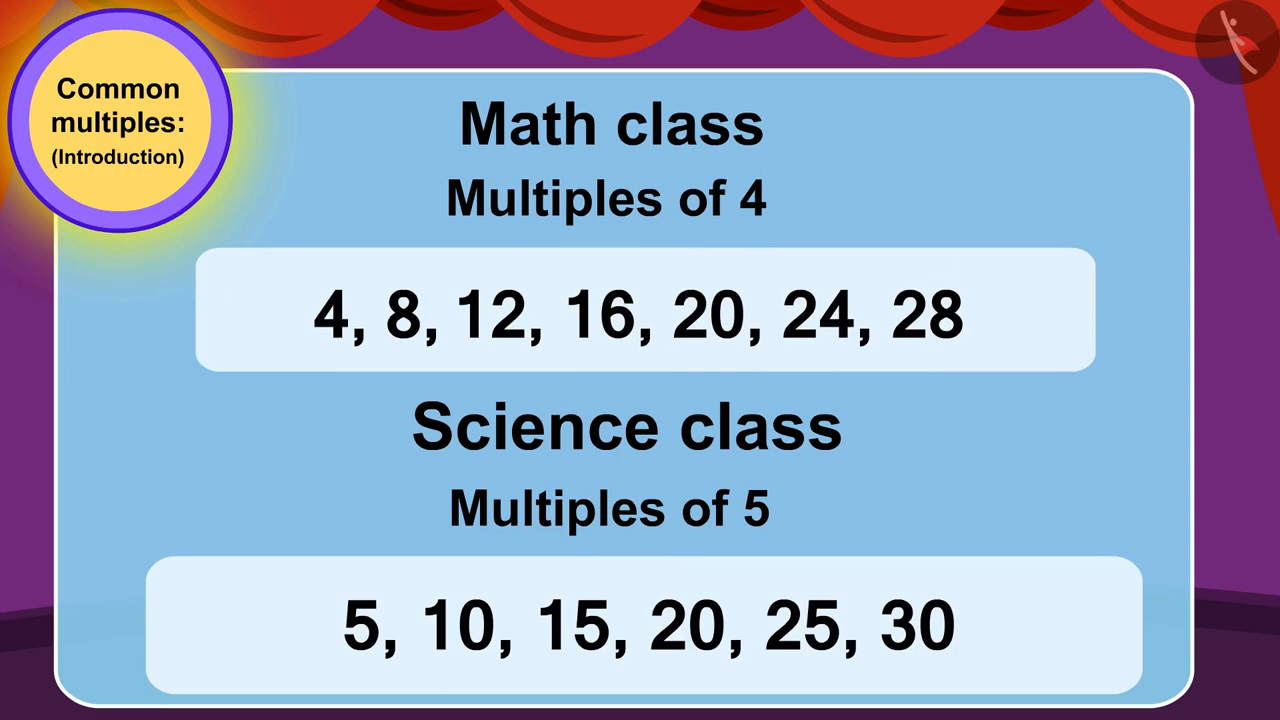 Common
multiples:
(Introduction)
Math class
Multiples of 4
4, 8, 12, 16, 20, 24, 28
Science class
Multiples of 5
5, 10, 15, 20, 25, 30